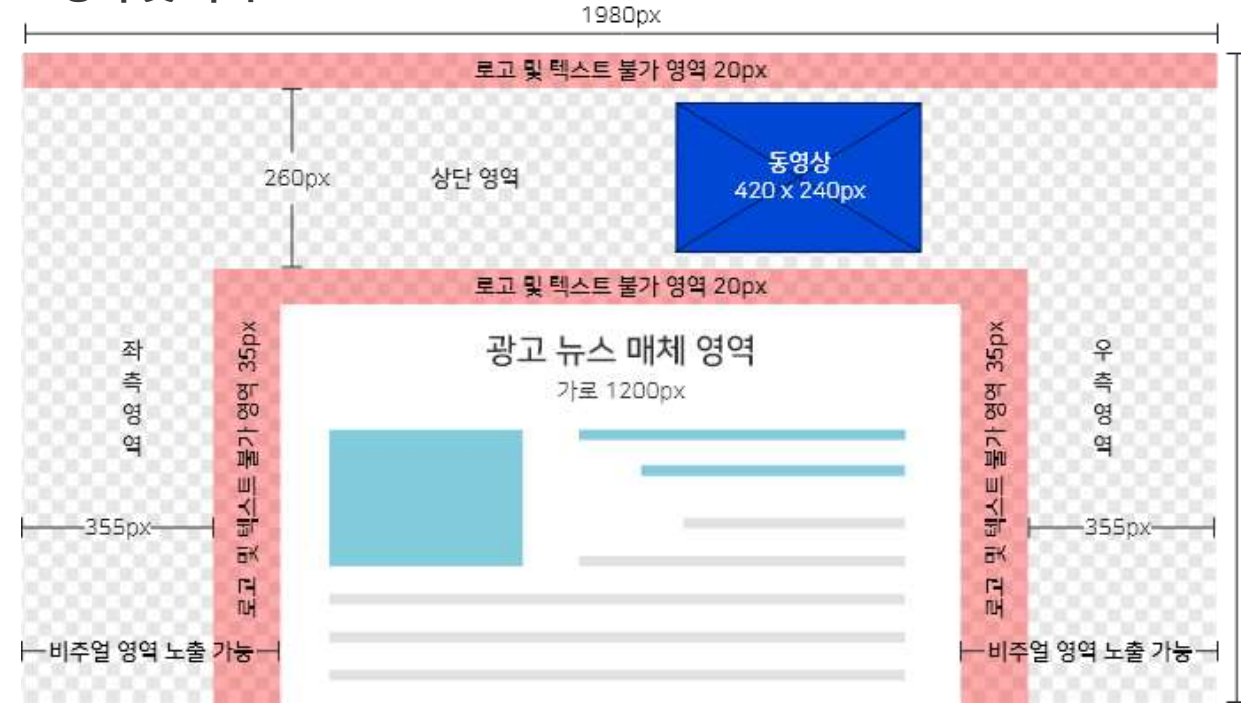 1980px
로고 및 텍스트 불가 영역 20px
260px
상단 영역
동영상
420 x 240px
로고 및 텍스트 불가 영역 20px
광고 뉴스 매체 영역
가로 1200px
좌측영역
로고 및 텍스트 불가 영역 35px
로고 및 텍스트 불가 영역 35px
우측영역
355px
355px
비주얼 영역 노출 가능
비주얼 영역 노출 가능